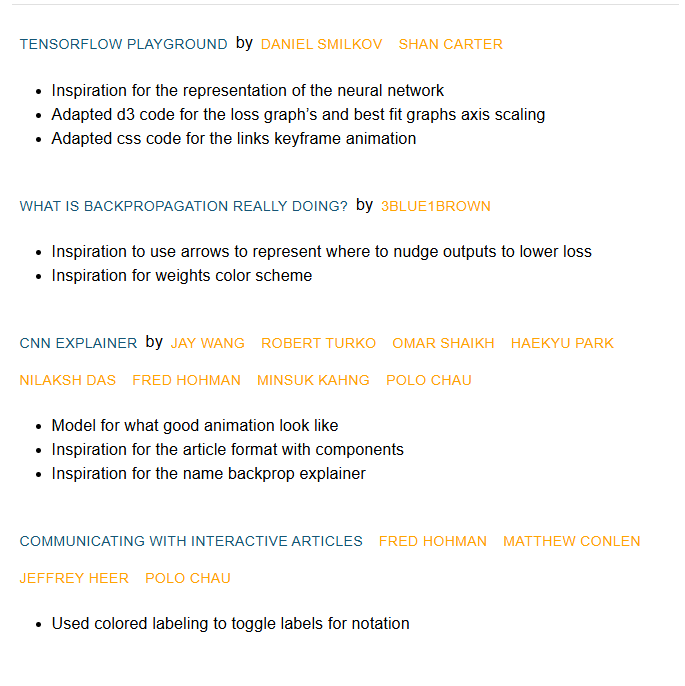 TENSORFLOW PLAYGROUND by DANIEL SMILKOV SHAN CARTER
Inspiration for the representation of the neural network
Adapted d3 code for the loss graph's and best fit graphs axis scaling
Adapted css code for the links keyframe animation
WHAT IS BACKPROPAGATION REALLY DOING? by 3BLUE1BROWN
Inspiration to use arrows to represent where to nudge outputs to lower loss
Inspiration for weights color scheme
CNN EXPLAINER by JAY WANG ROBERT TURKO OMAR SHAIKH HAEKYU PARK
NILAKSH DAS FRED HOHMAN MINSUK KAHNG POLO CHAU
Model for what good animation look like
Inspiration for the article format with components
Inspiration for the name backprop explainer
COMMUNICATING WITH INTERACTIVE ARTICLES FRED HOHMAN MATTHEW CONLEN
JEFFREY HEER POLO CHAU
Used colored labeling to toggle labels for notation